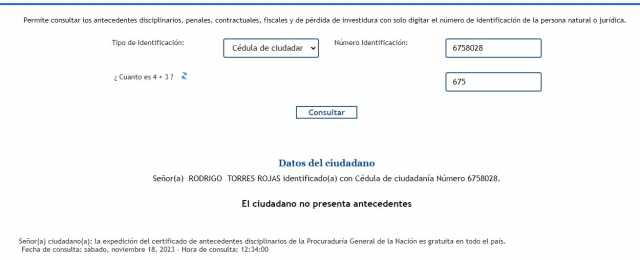 Permite consultar los antecedentes disciplinarios, penales, contractuales, fiscales y de pérdida de investidura con solo digitar el número de identificación de la persona natural o jurídica.
Tipo de Identificación: Cédula de ciudadar Número Identificación: 6758028
¿ Cuanto es 4 + 3 ? 675
Consultar
Datos del ciudadano
Señor(a) RODRIGO TORRES ROJAS identificado(a) con Cédula de ciudadanía Número 6758028.
El ciudadano no presenta antecedentes
Señor(a) ciudadano(a): la expedición del certificado de antecedentes disciplinarios de la Procuraduría General de la Nación es gratuita en todo el país.
Fecha de consulta: sábado, noviembre 18, 2023 - Hora de consulta: 12:34:00